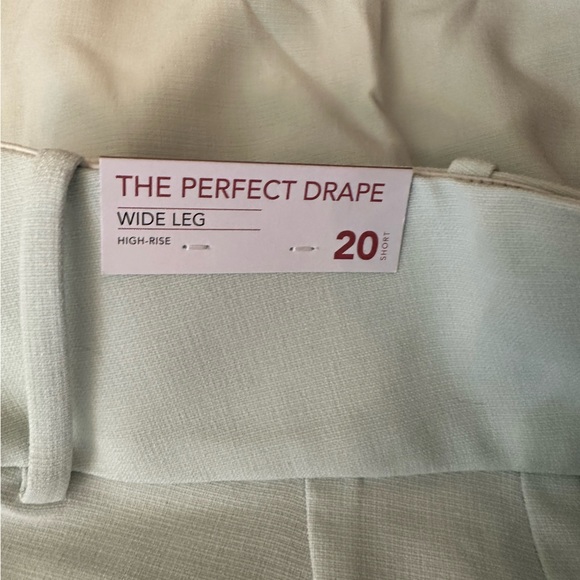 THE PERFECT DRAPE
WIDE LEG
HIGH-RISE
20 SHORT